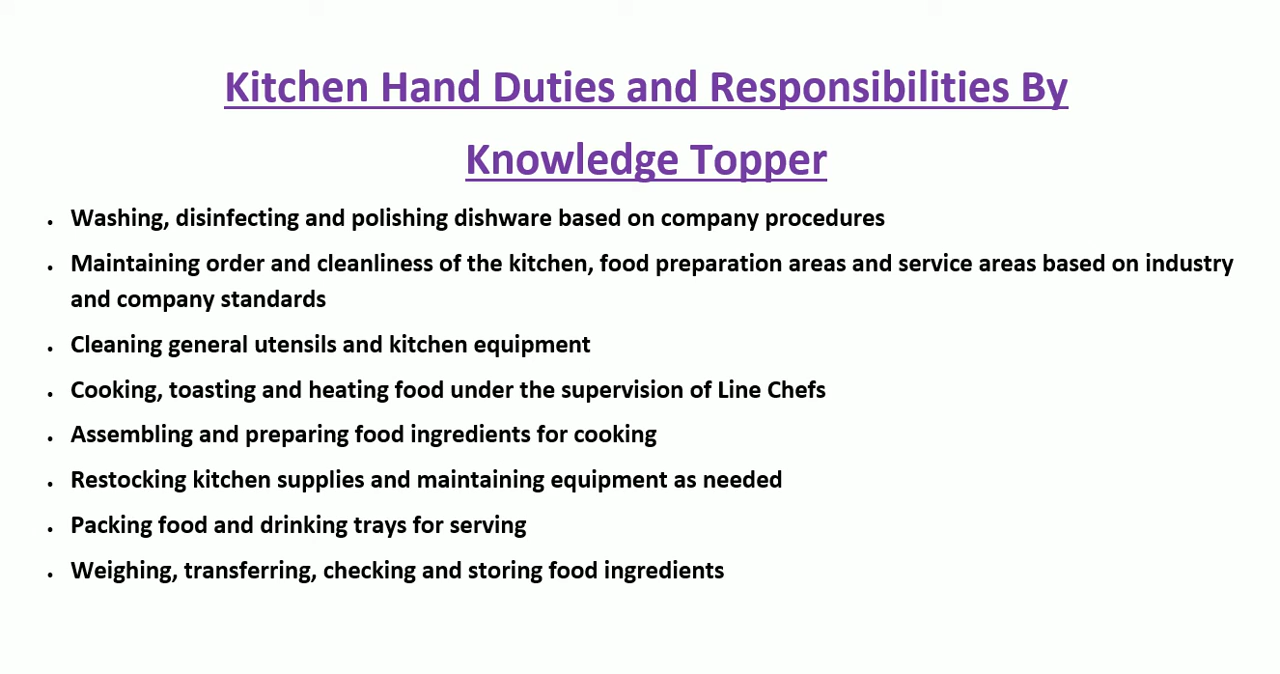 Kitchen Hand Duties and Responsibilities By
Knowledge Topper
• Washing, disinfecting and polishing dishware based on company procedures
• Maintaining order and cleanliness of the kitchen, food preparation areas and service areas based on industry
and company standards
• Cleaning general utensils and kitchen equipment
• Cooking, toasting and heating food under the supervision of Line Chefs
• Assembling and preparing food ingredients for cooking
• Restocking kitchen supplies and maintaining equipment as needed
• Packing food and drinking trays for serving
• Weighing, transferring, checking and storing food ingredients